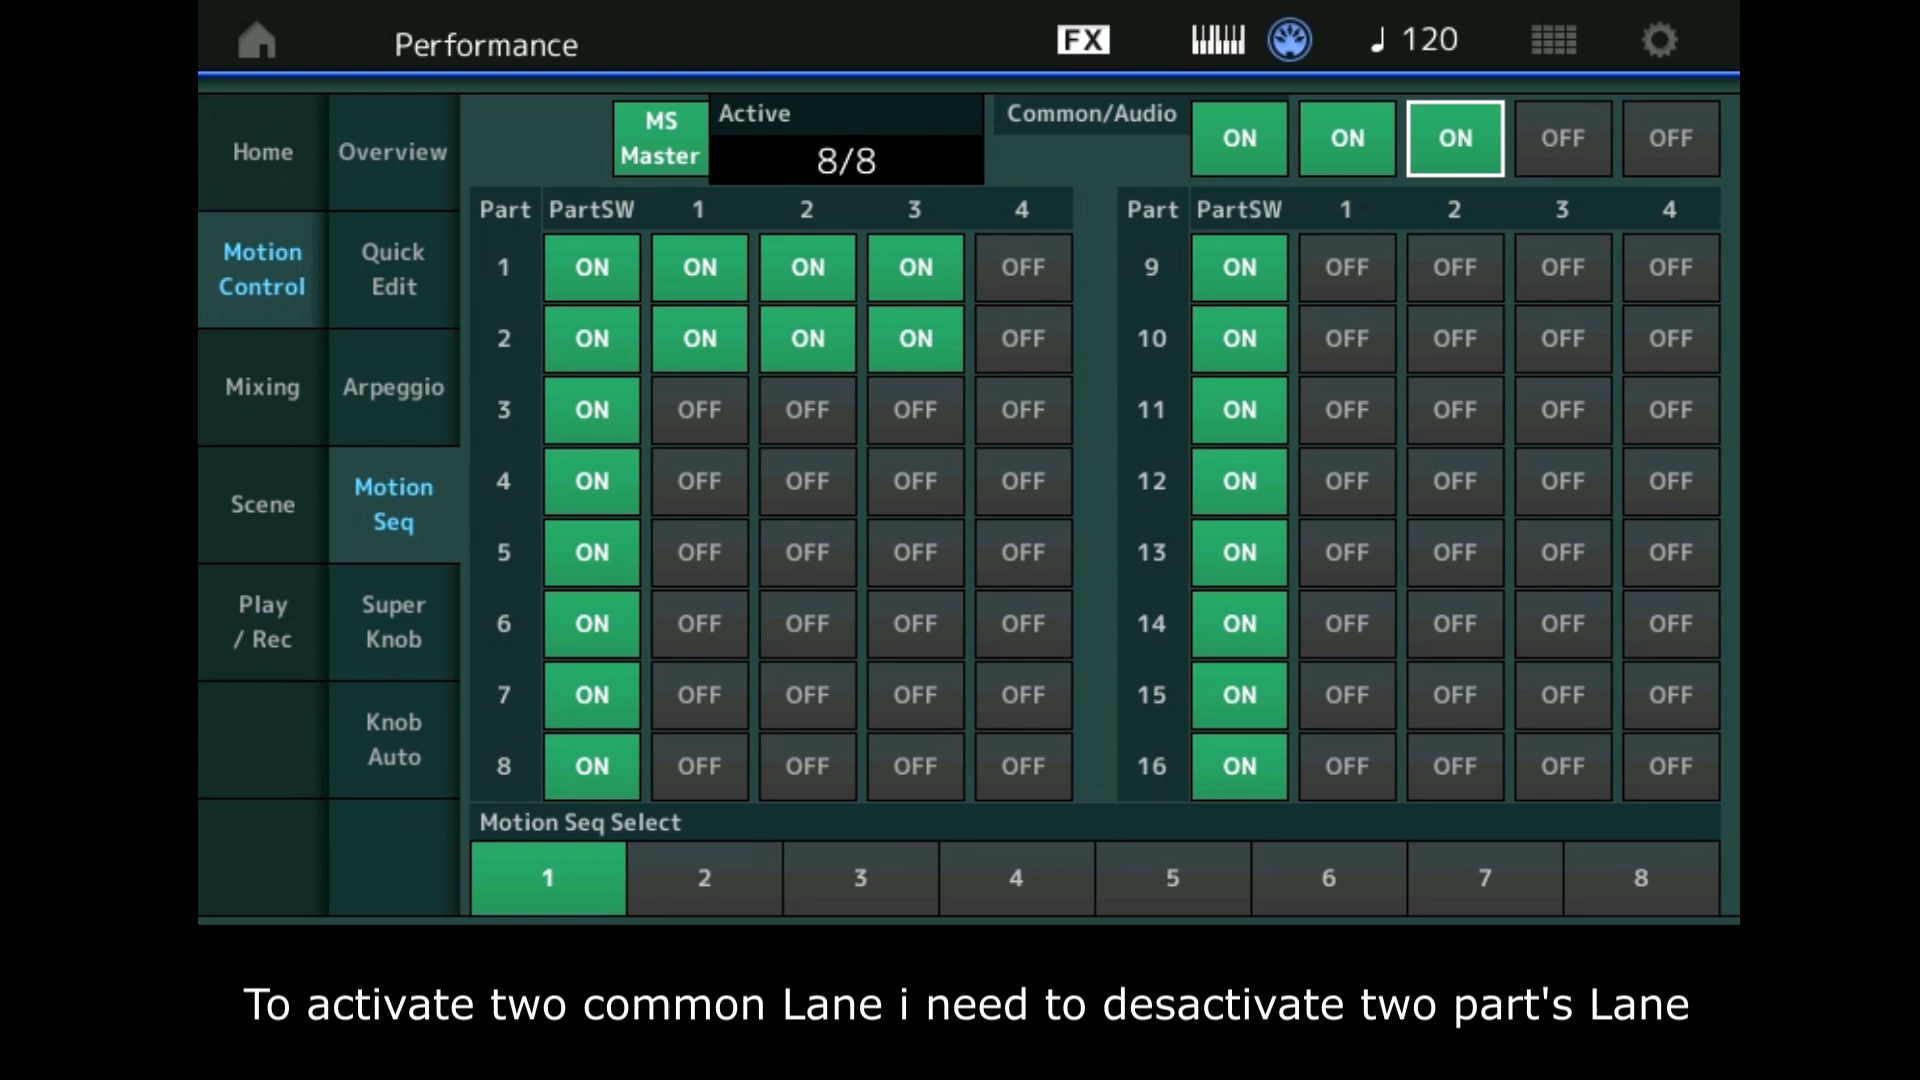 Performance FX 120
Home Overview MS Master Active 8/8 Common/Audio ON ON ON OFF OFF
Motion Control Quick Edit
Mixing Arpeggio
Scene Motion Seq
Play / Rec Super Knob
Knob Auto
Part PartSW 1 2 3 4 Part PartSW 1 2 3 4
1 ON ON ON ON OFF 9 ON OFF OFF OFF OFF
2 ON ON ON ON OFF 10 ON OFF OFF OFF OFF
3 ON OFF OFF OFF OFF 11 ON OFF OFF OFF OFF
4 ON OFF OFF OFF OFF 12 ON OFF OFF OFF OFF
5 ON OFF OFF OFF OFF 13 ON OFF OFF OFF OFF
6 ON OFF OFF OFF OFF 14 ON OFF OFF OFF OFF
7 ON OFF OFF OFF OFF 15 ON OFF OFF OFF OFF
8 ON OFF OFF OFF OFF 16 ON OFF OFF OFF OFF
Motion Seq Select
1 2 3 4 5 6 7 8
To activate two common Lane i need to desactivate two part's Lane